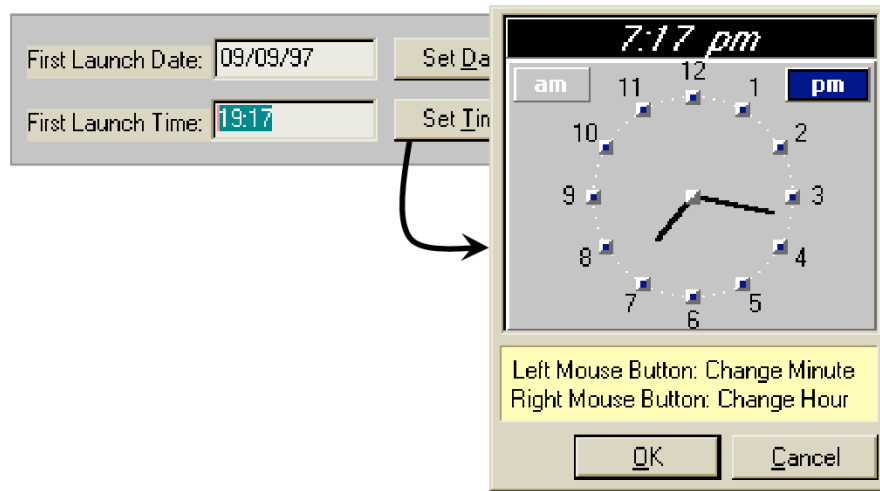 First Launch Date: 09/09/97 Set Da
First Launch Time: 19:17 Set Tin
7:17 pm
am pm
12
11 1
10 2
9 3
8 4
7 5
6
Left Mouse Button: Change Minute
Right Mouse Button: Change Hour
OK Cancel